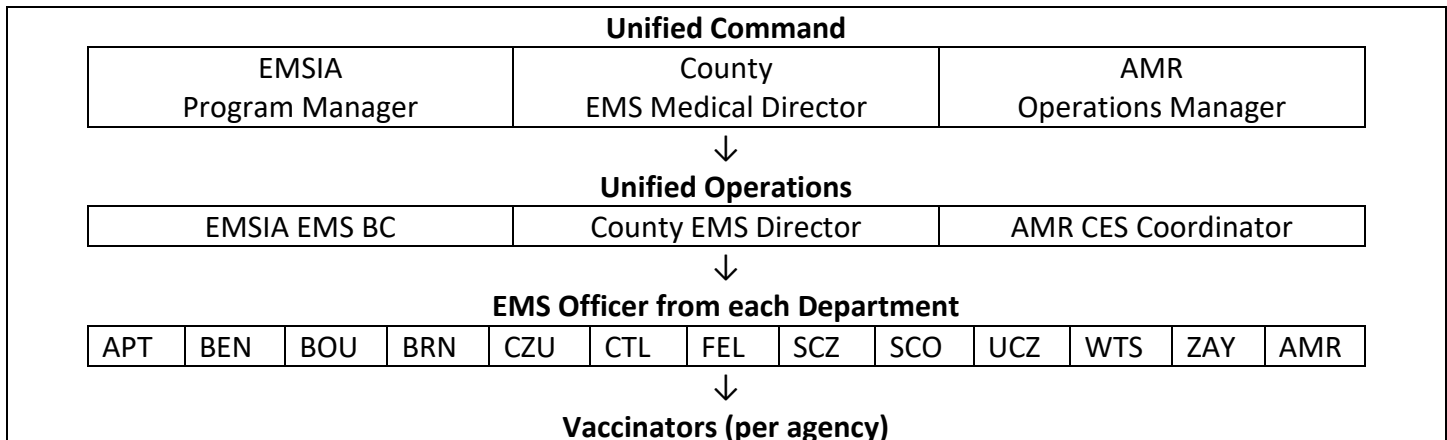 Unified Command
EMSIA County AMR
Program Manager EMS Medical Director Operations Manager
↓
Unified Operations
EMSIA EMS BC County EMS Director AMR CES Coordinator
↓
EMS Officer from each Department
APT BEN BOU BRN CZU CTL FEL SCZ SCO UCZ WTS ZAY AMR
↓
Vaccinators (per agency)